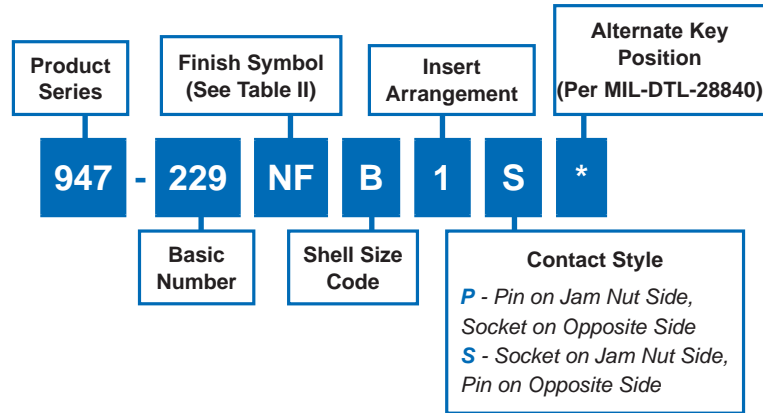 Product
Series
Finish Symbol
(See Table II)
Insert
Arrangement
Alternate Key
Position
(Per MIL-DTL-28840)
947 - 229 NF B 1 S *
Basic
Number
Shell Size
Code
Contact Style
P - Pin on Jam Nut Side,
Socket on Opposite Side
S - Socket on Jam Nut Side,
Pin on Opposite Side